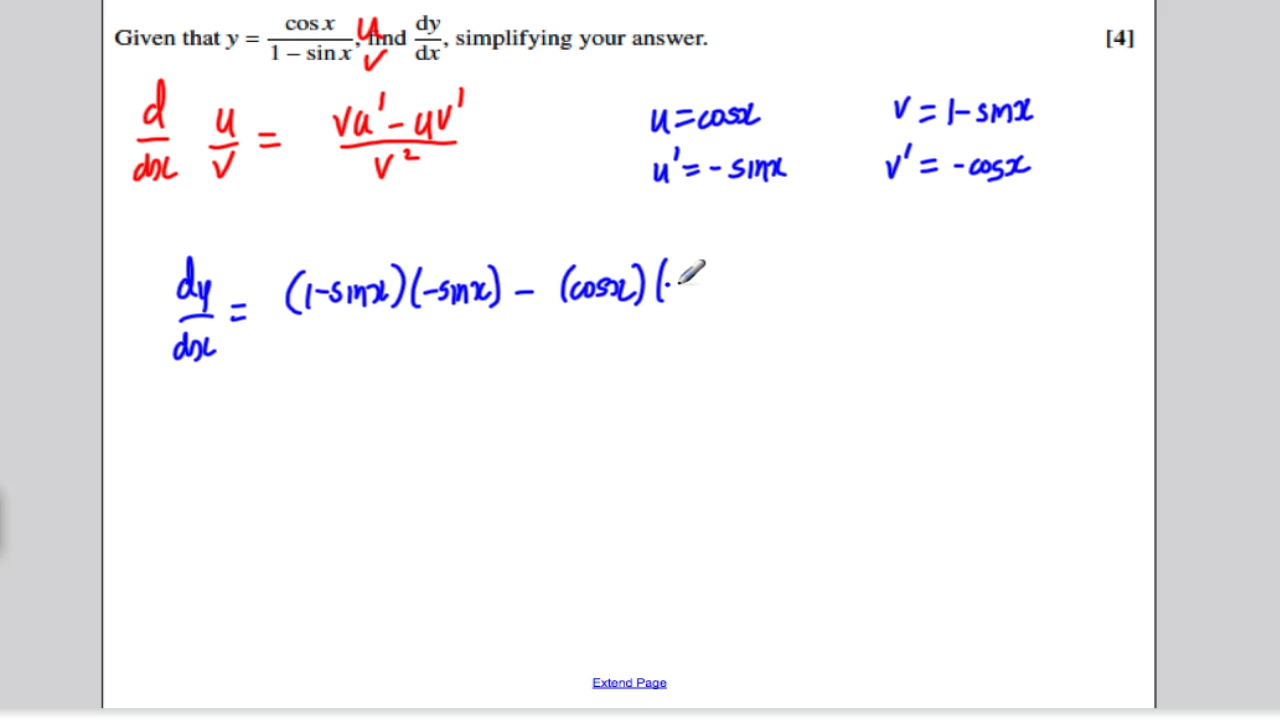 Given that y = cos x / 1 − sin x, find dy/dx, simplifying your answer. [4]
u
v
d/dx u/v = vu' - uv' / v²
u = cosx v = 1 - sinx
u' = - sinx v' = - cosx
dy/dx = (1-sinx)(-sinx) - (cosx)(-
Extend Page